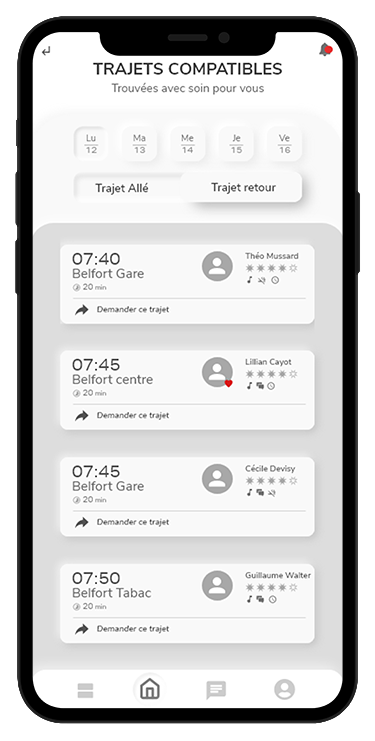 TRAJETS COMPATIBLES
Trouvées avec soin pour vous
Lu Ma Me Je Ve
12 13 14 15 16
Trajet Allé Trajet retour
07:40 Théo Mussard
Belfort Gare
20 min
Demander ce trajet
07:45 Lillian Cayot
Belfort centre
20 min
Demander ce trajet
07:45 Cécile Devisy
Belfort Gare
20 min
Demander ce trajet
07:50 Guillaume Walter
Belfort Tabac
20 min
Demander ce trajet